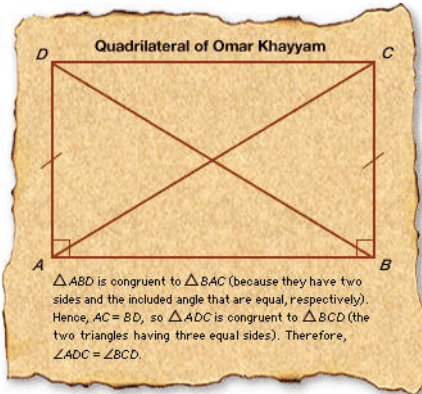 Quadrilateral of Omar Khayyam
D
C
A
B
△ABD is congruent to △BAC (because they have two
sides and the included angle that are equal, respectively).
Hence, AC = BD, so △ADC is congruent to △BCD (the
two triangles having three equal sides). Therefore,
∠ADC = ∠BCD.